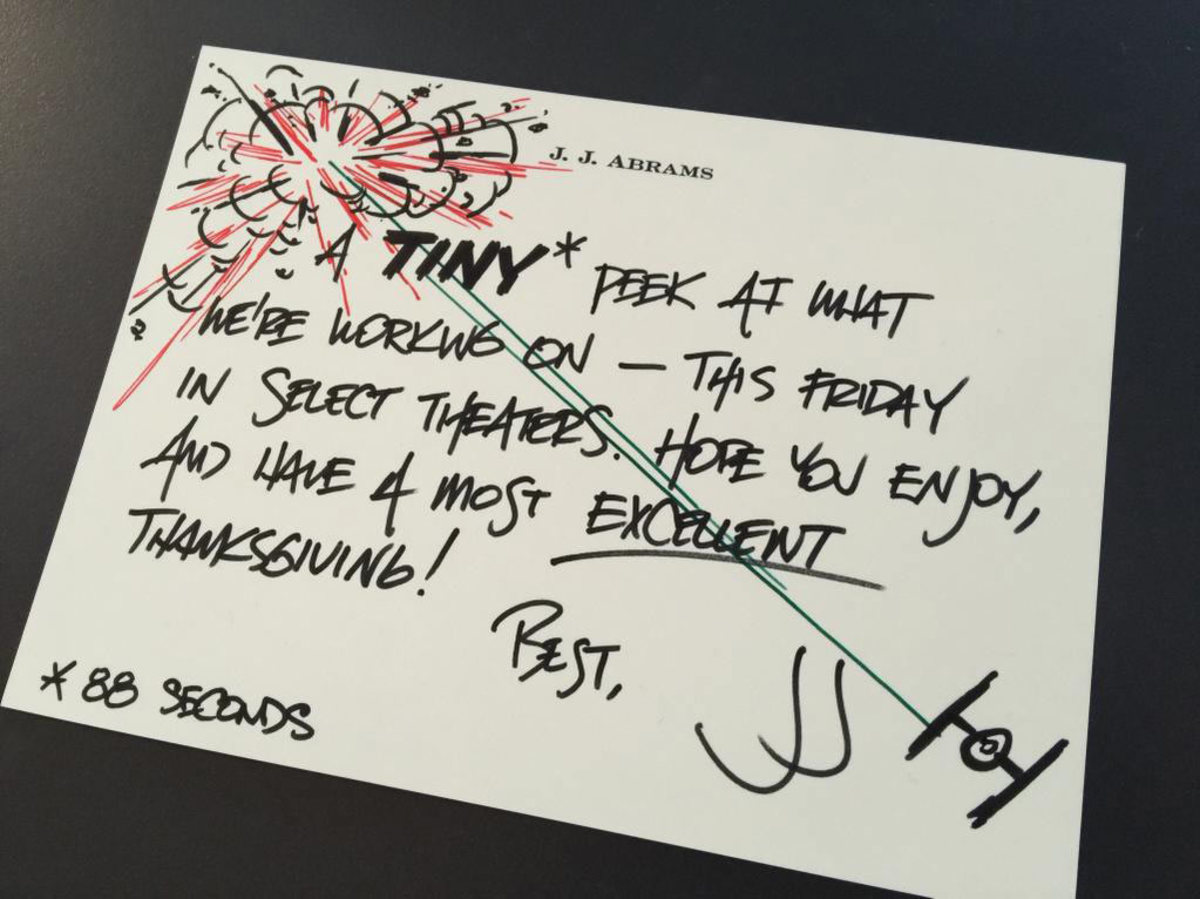 J. J. ABRAMS
A TINY* PEEK AT WHAT
WE'RE WORKING ON — THIS FRIDAY
IN SELECT THEATERS. HOPE YOU ENJOY,
AND HAVE A MOST EXCELLENT
THANKSGIVING!
BEST,
JJ
* 88 SECONDS